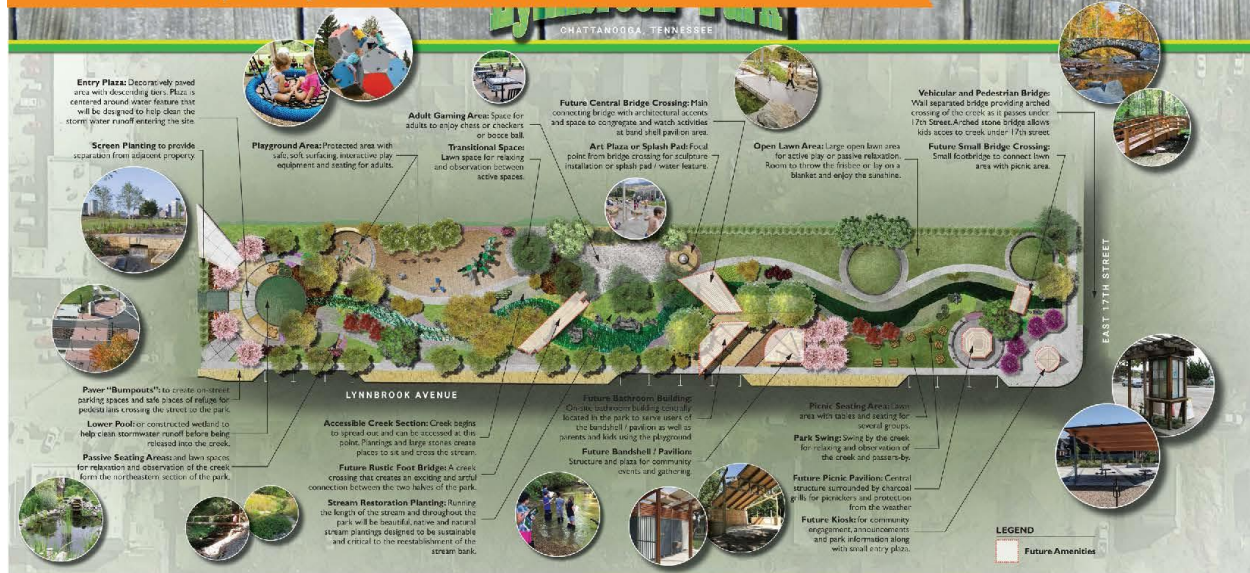 Lynnbrook Park
CHATTANOOGA, TENNESSEE
Entry Plaza: Decoratively paved
area with descending tiers. Plaza is
centered around water feature that
will be designed to help clean the
storm water runoff entering the site.
Screen Planting to provide
separation from adjacent property.
Playground Area: Protected area with
safe, soft surfacing, interactive play
equipment and seating for adults.
Adult Gaming Area: Space for
adults to enjoy chess or checkers
or bocce ball.
Transitional Space:
Lawn space for relaxing
and observation between
active spaces.
Future Central Bridge Crossing: Main
connecting bridge with architectural accents
and space to congregate and watch activities
at band shell pavilion area.
Art Plaza or Splash Pad: Focal
point from bridge crossing for sculpture
installation or splash pad / water feature.
Open Lawn Area: Large open lawn area
for active play or passive relaxation.
Room to throw the frisbee or lay on a
blanket and enjoy the sunshine.
Vehicular and Pedestrian Bridge:
Wall separated bridge providing arched
crossing of the creek as it passes under
17th Street. Arched stone bridge allows
kids acces to creek under 17th street
Future Small Bridge Crossing:
Small footbridge to connect lawn
area with picnic area.
EAST 17TH STREET
LYNNBROOK AVENUE
Paver "Bumpouts": to create on-street
parking spaces and safe places of refuge for
pedestrians crossing the street to the park.
Lower Pool: or constructed wetland to
help clean stormwater runoff before being
released into the creek.
Passive Seating Areas: and lawn spaces
for relaxation and observation of the creek
form the northeastern section of the park.
Accessible Creek Section: Creek begins
to spread out and can be accessed at this
point. Plantings and large stones create
places to sit and cross the stream.
Future Rustic Foot Bridge: A creek
crossing that creates an exciting and artful
connection between the two halves of the park.
Stream Restoration Planting: Running
the length of the stream and throughout the
park will be beautiful, native and natural
stream plantings designed to be sustainable
and critical to the reestablishment of the
stream bank.
Future Bathroom Building:
On-site bathroom building centrally
located in the park to serve users of
the bandshell / pavilion as well as
parents and kids using the playground
Future Bandshell / Pavilion:
Structure and plaza for community
events and gathering.
Picnic Seating Area: Lawn
area with tables and seating for
several groups.
Park Swing: Swing by the creek
for relaxing and observation of
the creek and passers-by.
Future Picnic Pavilion: Central
structure surrounded by charcoal
grills for picnickers and protection
from the weather
Future Kiosk: for community
engagement, announcements
and park information along
with small entry plaza.
LEGEND
Future Amenities